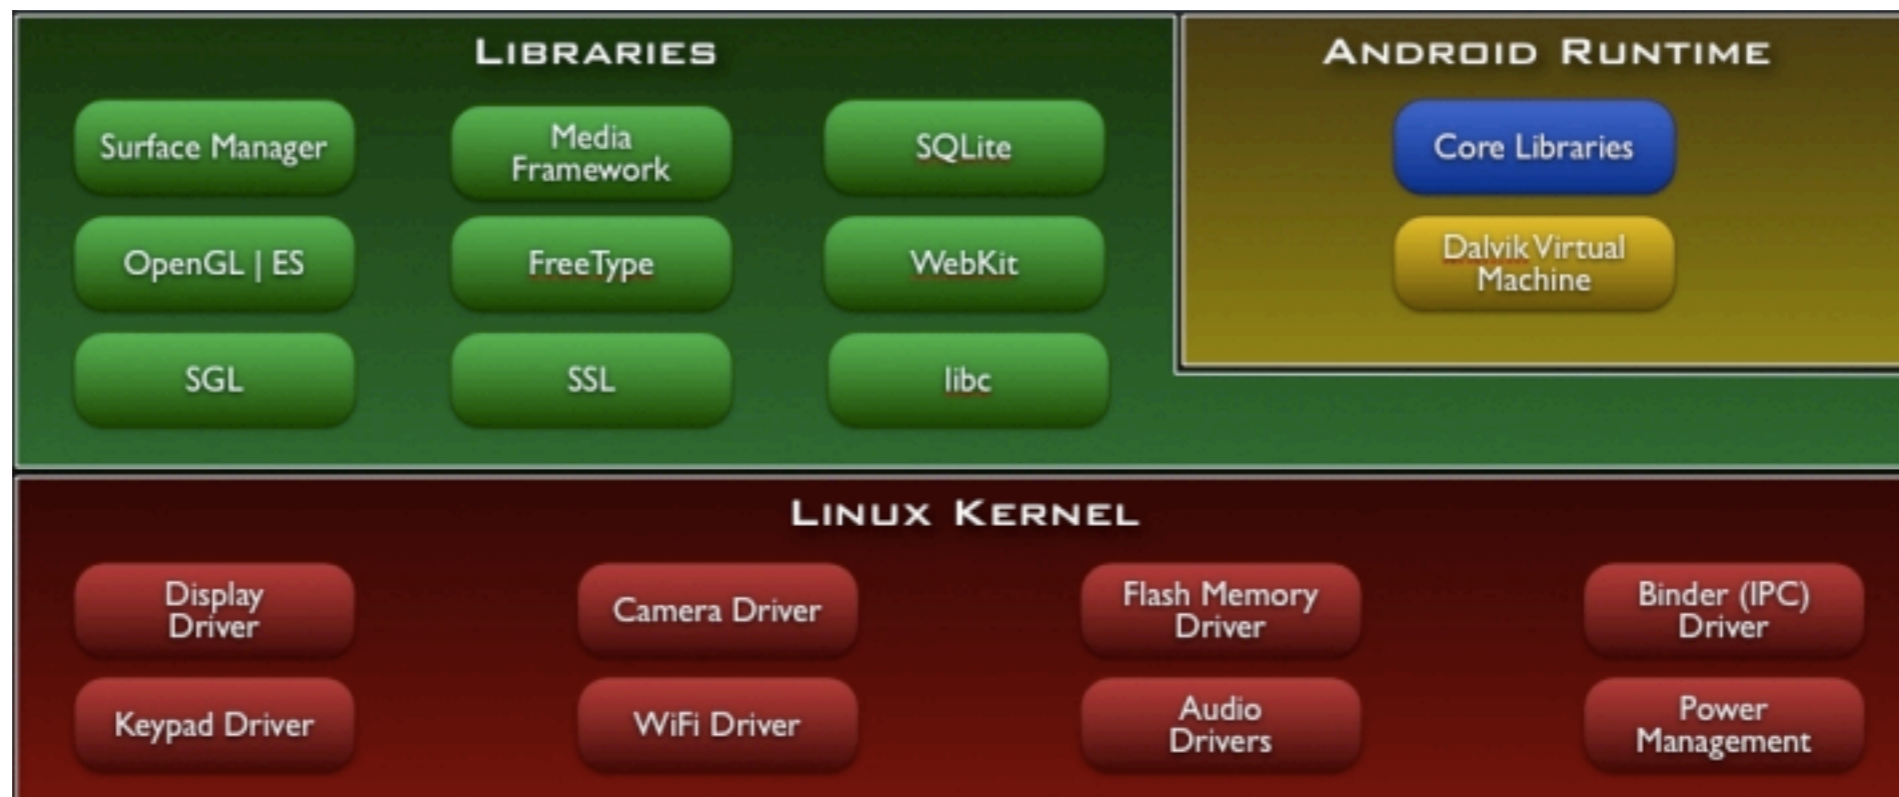 LIBRARIES
Surface Manager
Media
Framework
SQLite
OpenGL | ES
FreeType
WebKit
SGL
SSL
libc
ANDROID RUNTIME
Core Libraries
Dalvik Virtual
Machine
LINUX KERNEL
Display
Driver
Camera Driver
Flash Memory
Driver
Binder (IPC)
Driver
Keypad Driver
WiFi Driver
Audio
Drivers
Power
Management